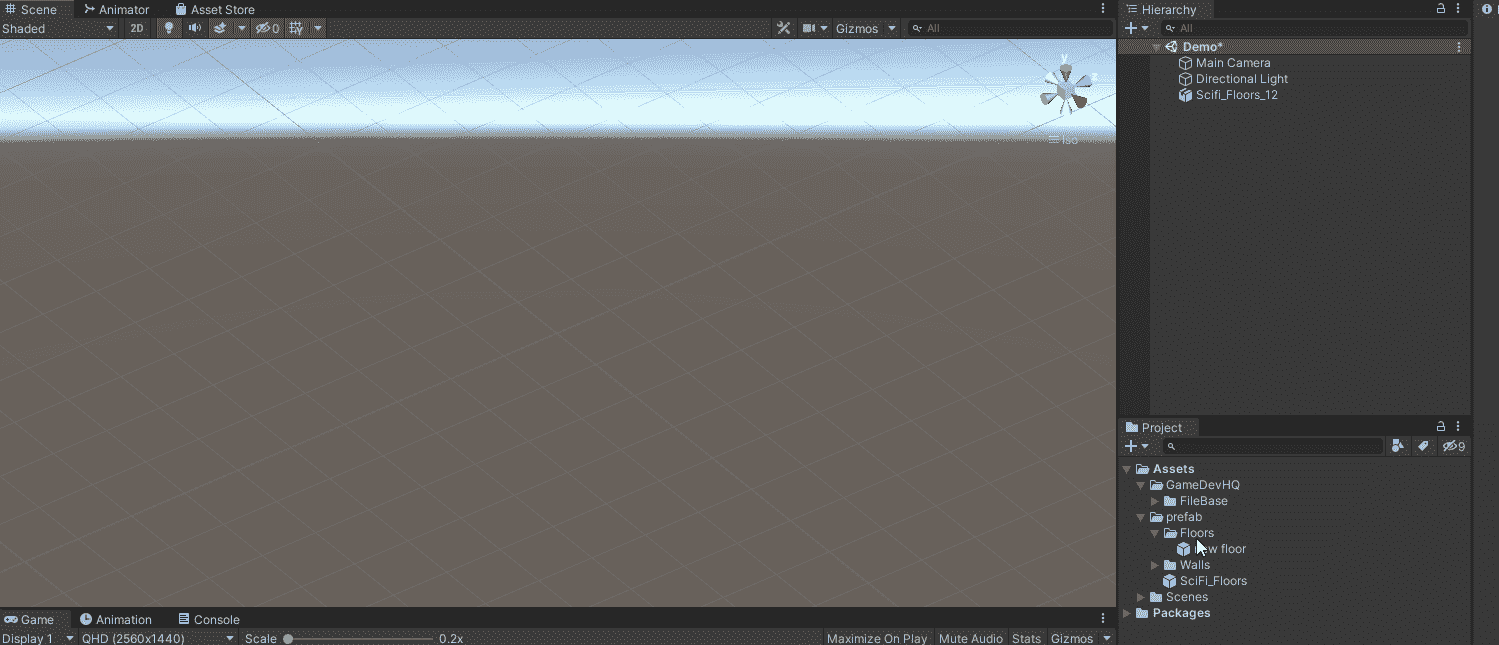 Scene Animator Asset Store
Shaded 2D 0 Gizmos All
y
z
Iso
Game Animation Console
Display 1 QHD (2560x1440) Scale 0.2x Maximize On Play Mute Audio Stats Gizmos
Hierarchy
All
Demo*
Main Camera
Directional Light
Scifi_Floors_12
Project
9
Assets
GameDevHQ
FileBase
prefab
Floors
floor
Walls
SciFi_Floors
Scenes
Packages